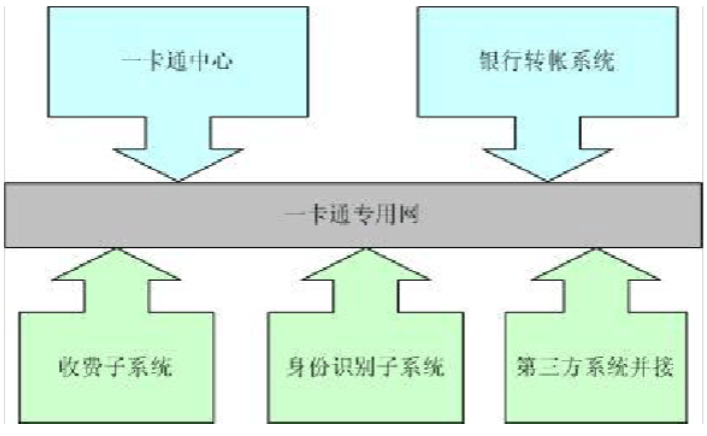 一卡通中心
银行转帐系统
一卡通专用网
收费子系统
身份识别子系统
第三方系统并接